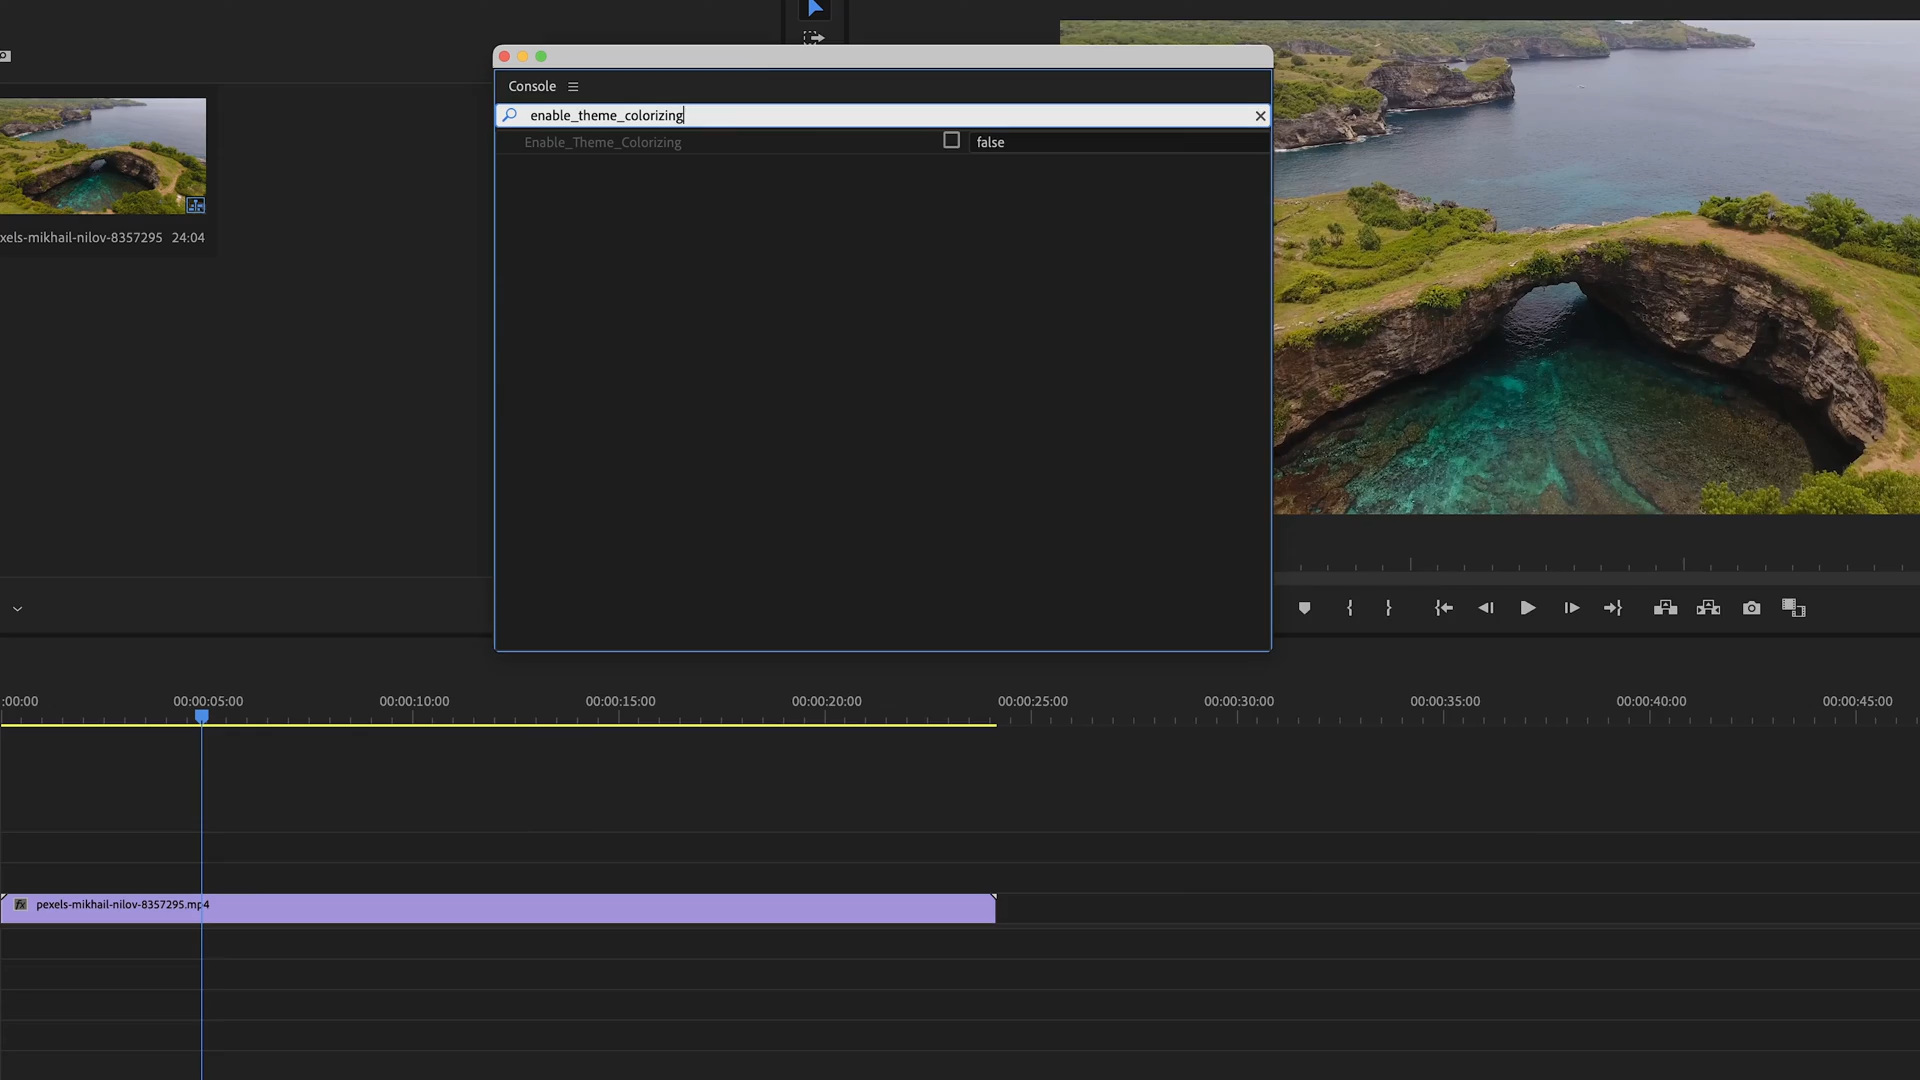 Console
enable_theme_colorizing
Enable_Theme_Colorizing
false
xels-mikhail-nilov-8357295 24:04
:00:00 00:00:05:00 00:00:10:00 00:00:15:00 00:00:20:00 00:00:25:00 00:00:30:00 00:00:35:00 00:00:40:00 00:00:45:00
fx pexels-mikhail-nilov-8357295.mp4